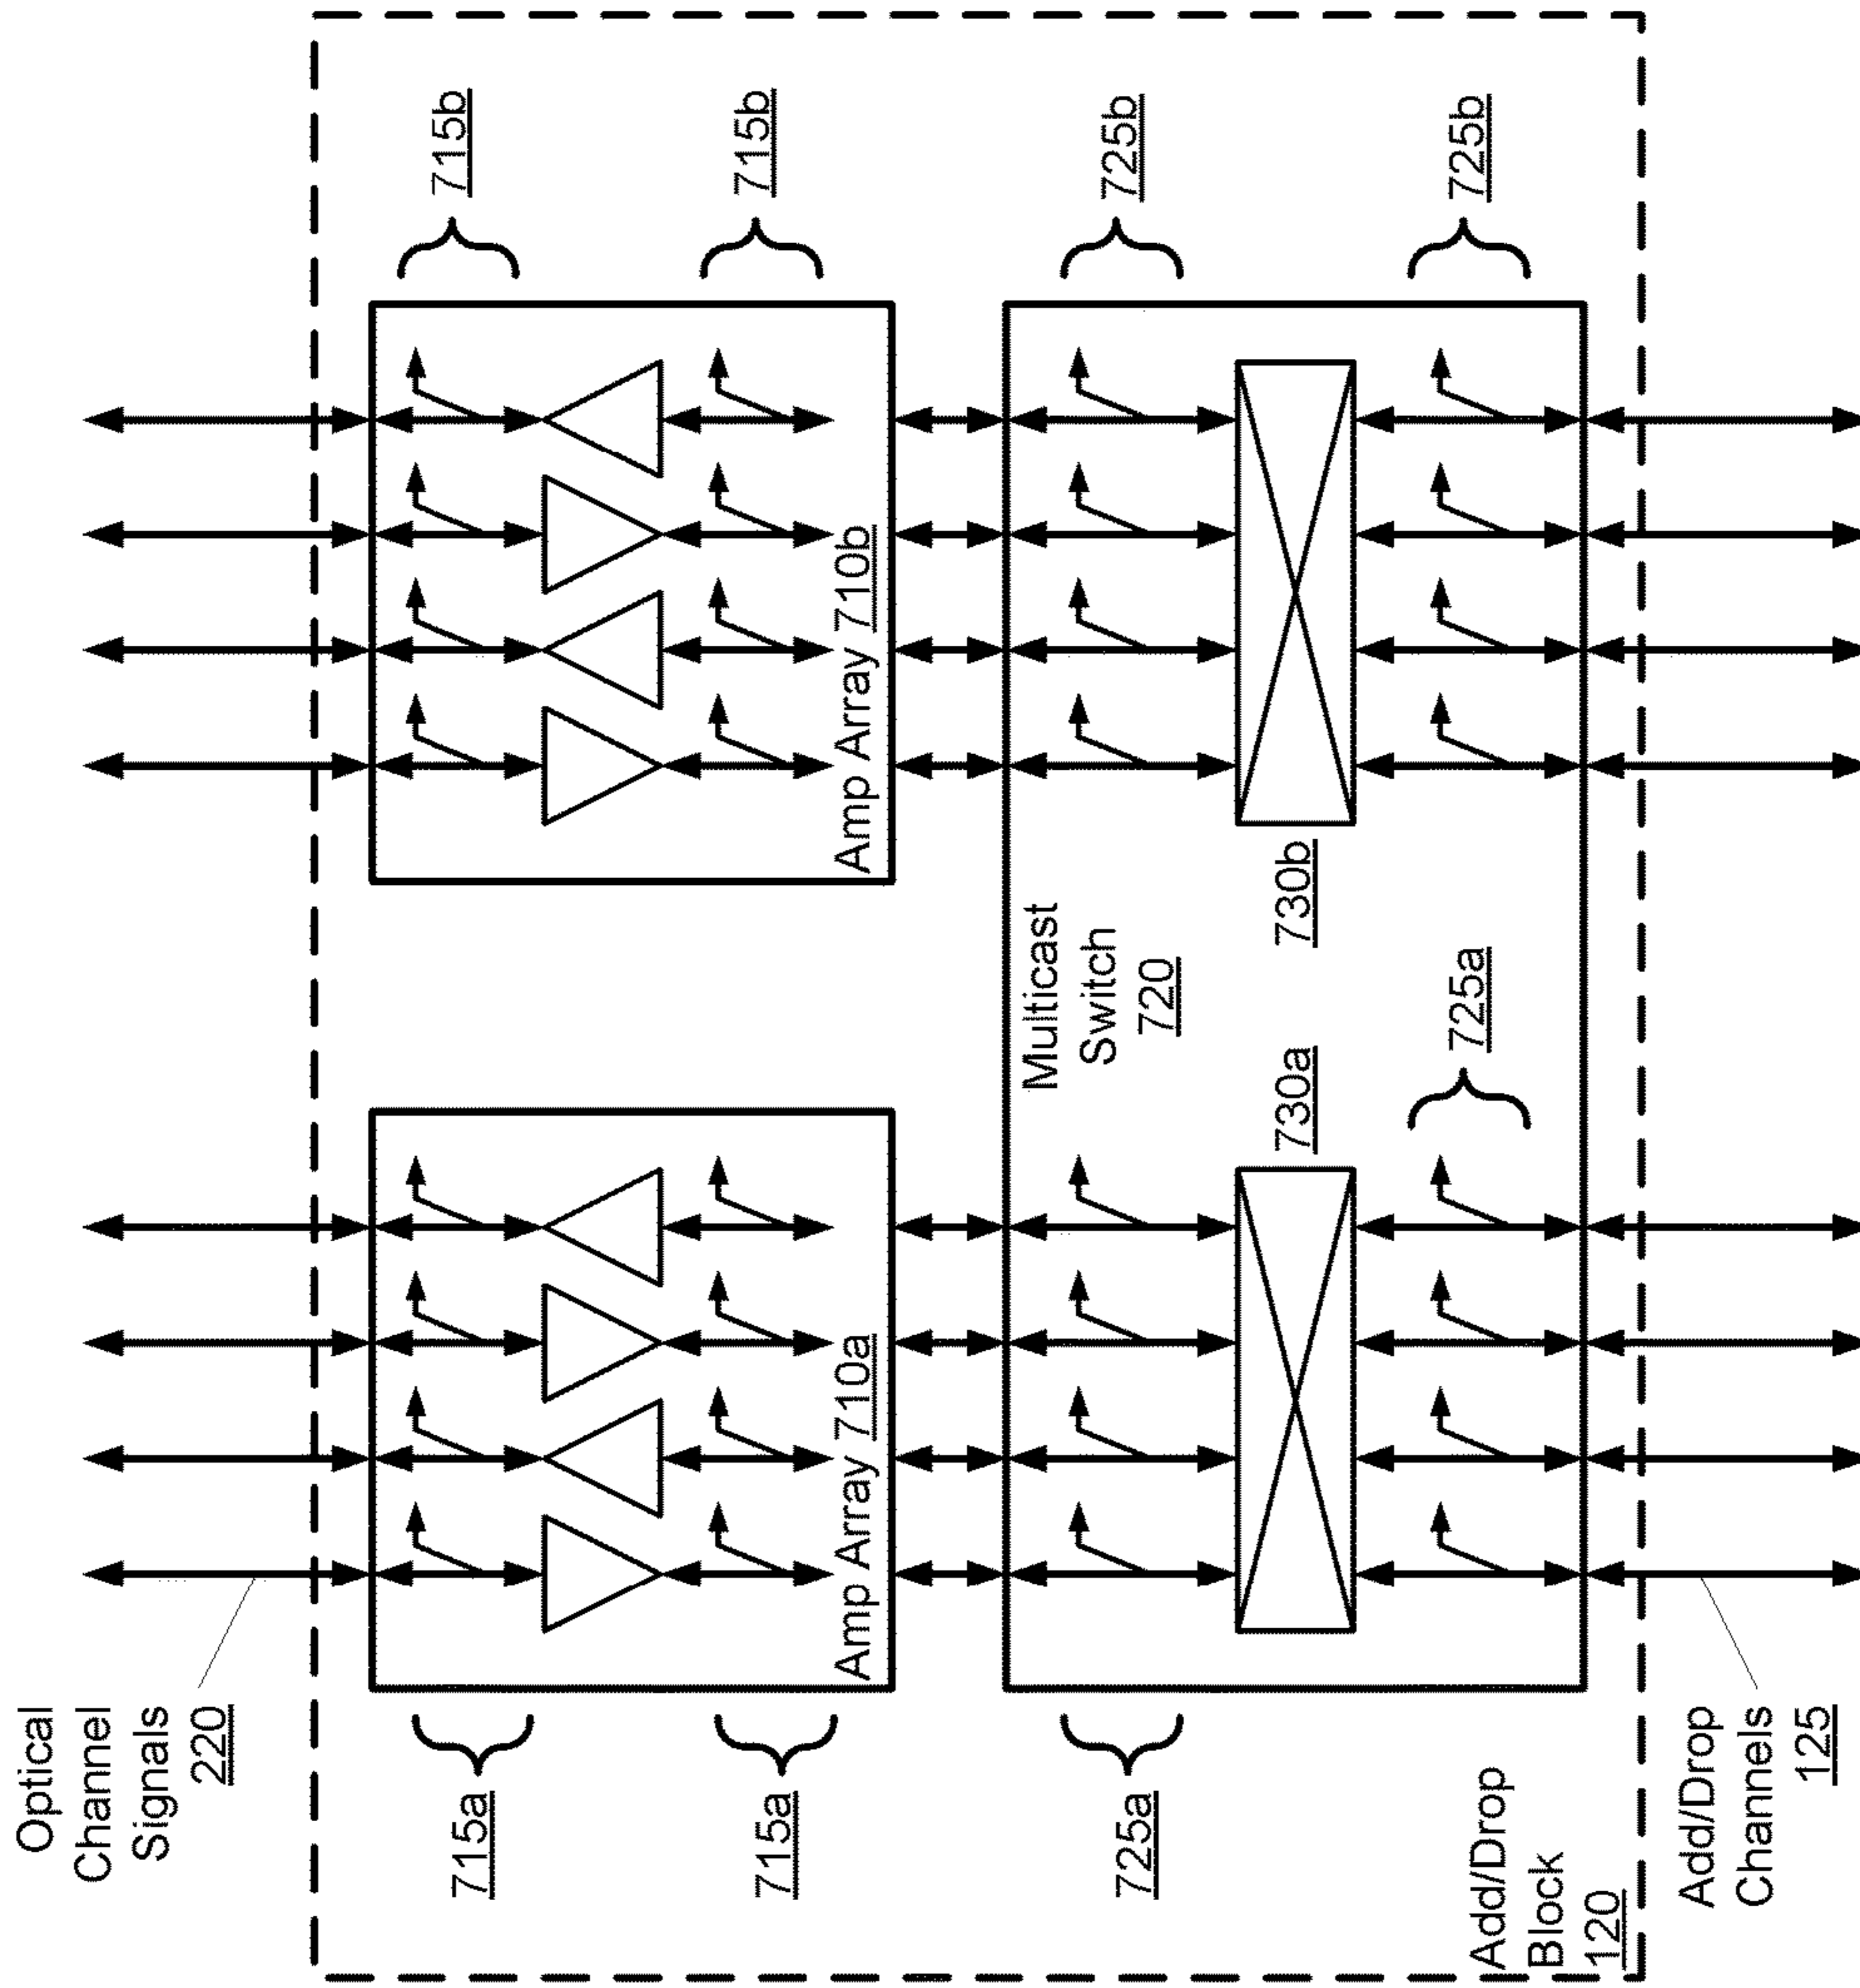 Optical
Channel
Signals
220
715a
715a
725a
Add/Drop
Block
120
Add/Drop
Channels
125
Amp Array 710a
730a
725a
Multicast
Switch
720
Amp Array 710b
730b
715b
715b
725b
725b